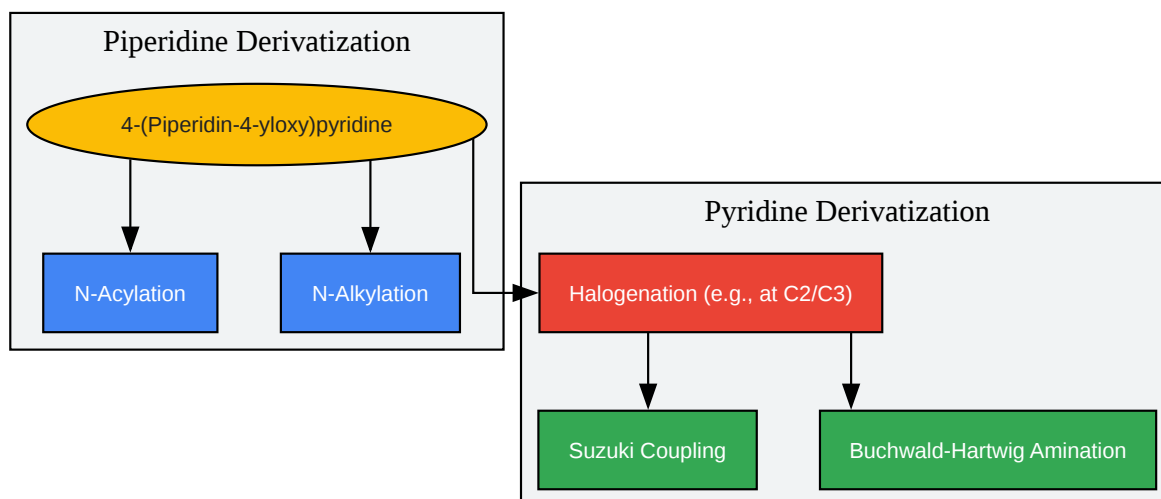 Piperidine Derivatization
4-(Piperidin-4-yloxy)pyridine
N-Acylation
N-Alkylation
Pyridine Derivatization
Halogenation (e.g., at C2/C3)
Suzuki Coupling
Buchwald-Hartwig Amination